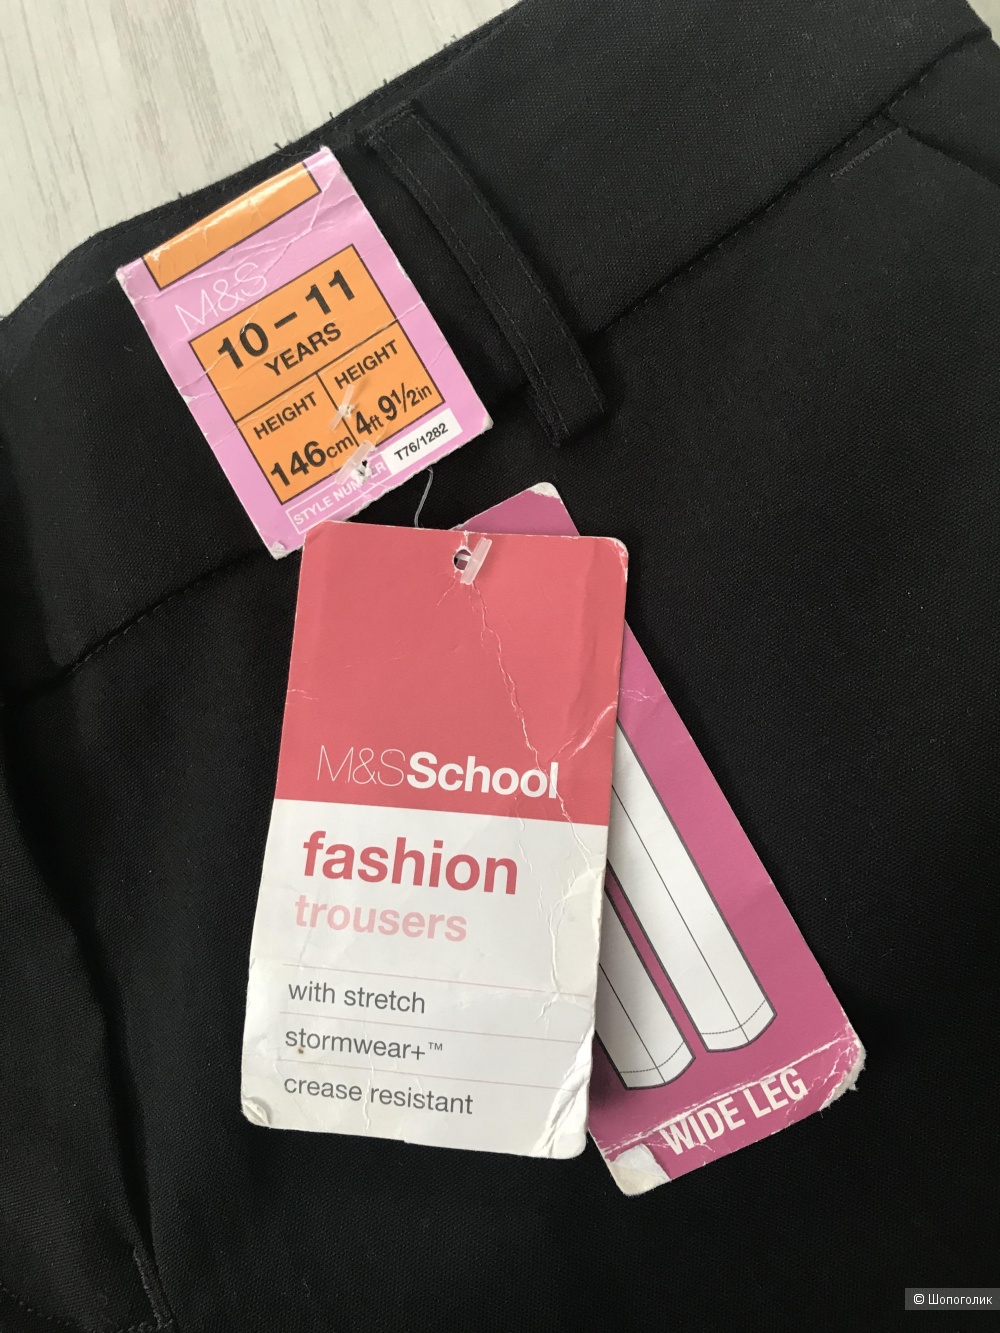 M&S
10–11
YEARS
HEIGHT
146cm
HEIGHT
4ft 9½in
STYLE NUMBER
T76/1282
M&SSchool
fashion
trousers
with stretch
stormwear+™
crease resistant
WIDE LEG
© Шопоголик